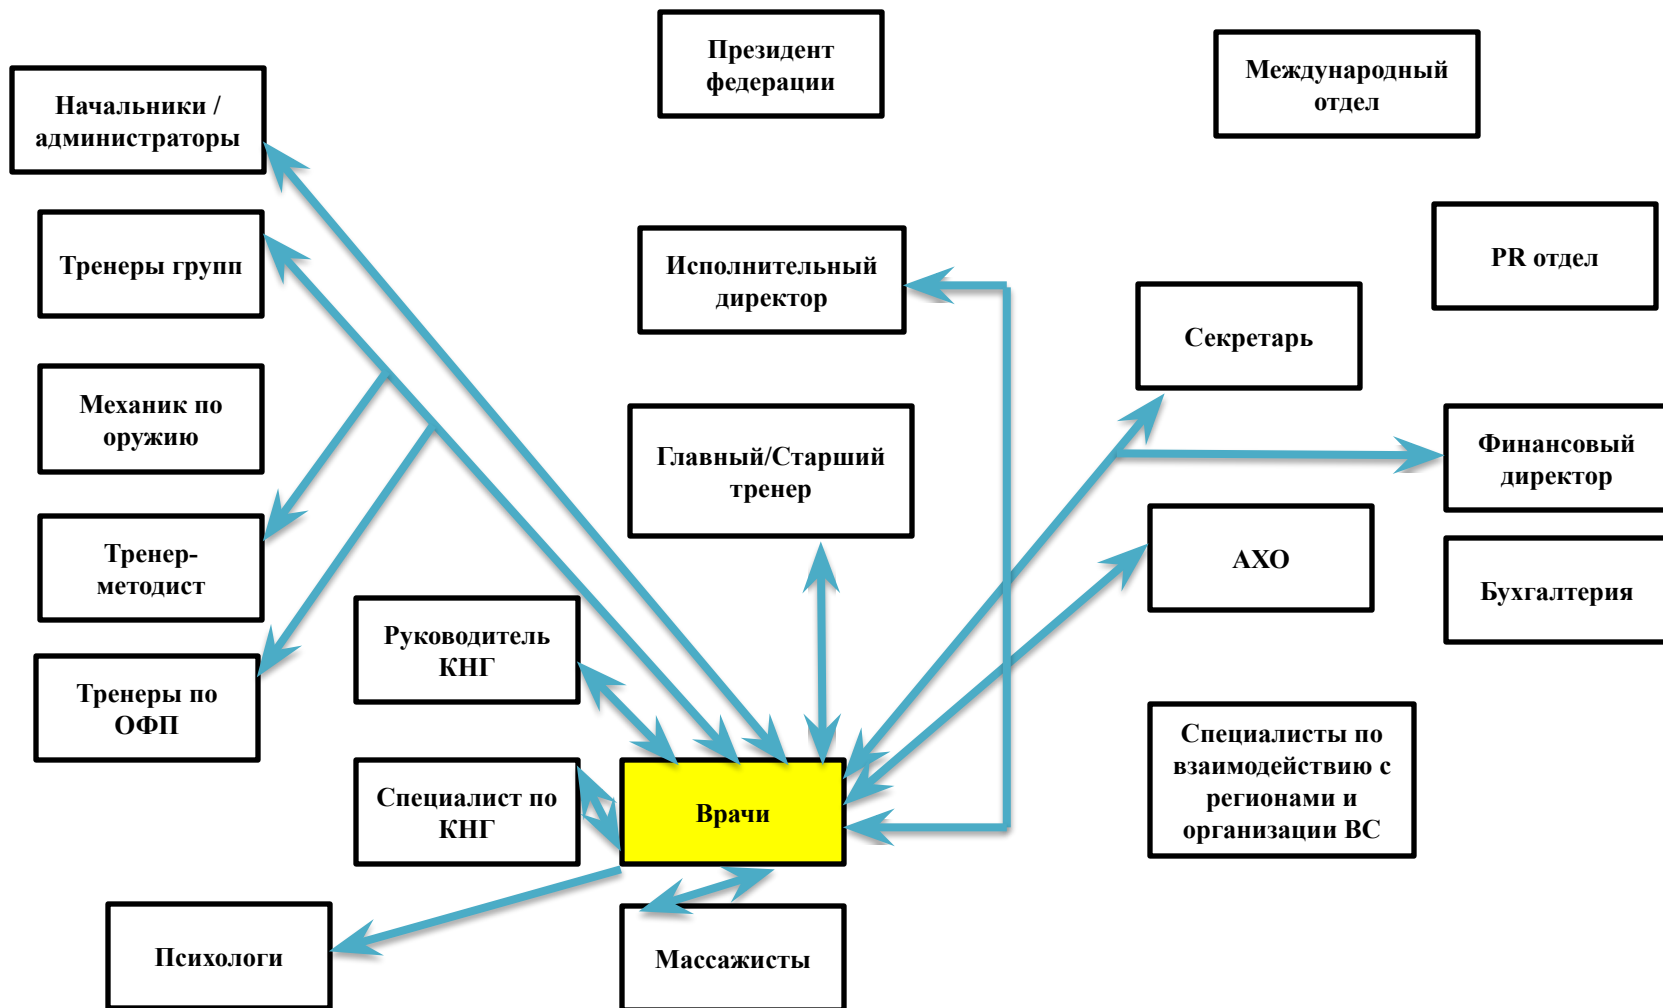 Президент
федерации
Международный
отдел
Начальники /
администраторы
Тренеры групп
Исполнительный
директор
PR отдел
Секретарь
Механик по
оружию
Главный/Старший
тренер
Финансовый
директор
Тренер-
методист
АХО
Бухгалтерия
Руководитель
КНГ
Тренеры по
ОФП
Специалисты по
взаимодействию с
регионами и
организации ВС
Специалист по
КНГ
Врачи
Психологи
Массажисты